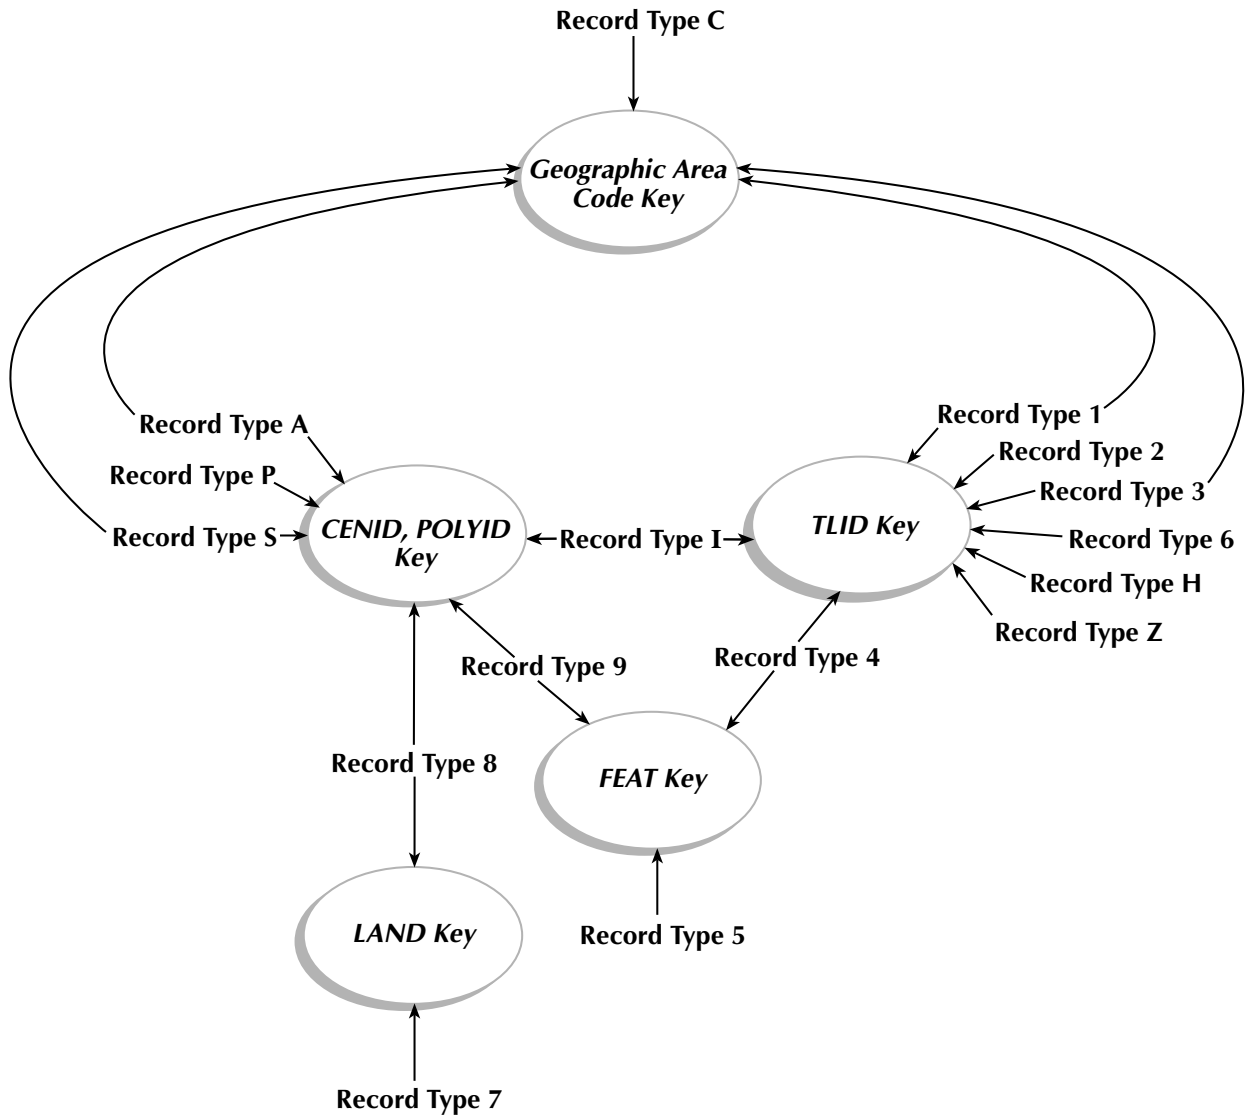 Record Type C
Geographic Area
Code Key
Record Type A
Record Type P
Record Type S
CENID, POLYID
Key
Record Type I
Record Type 1
Record Type 2
Record Type 3
TLID Key
Record Type 6
Record Type H
Record Type Z
Record Type 9
Record Type 4
Record Type 8
FEAT Key
LAND Key
Record Type 5
Record Type 7